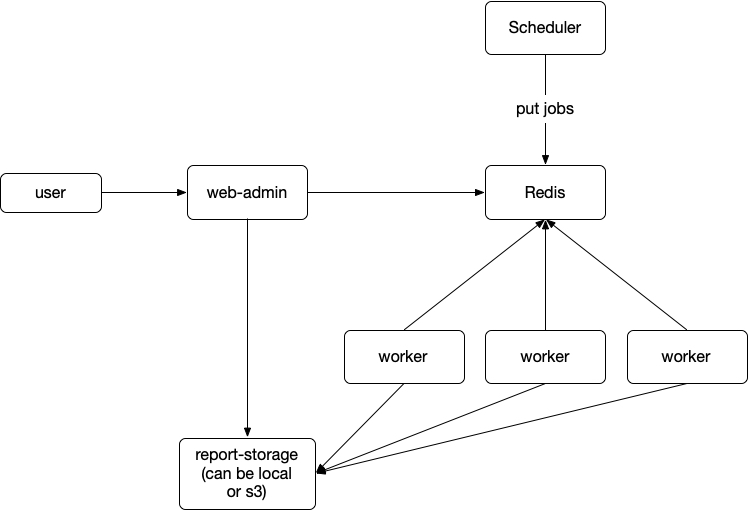 Scheduler
put jobs
user
web-admin
Redis
worker
worker
worker
report-storage
(can be local
or s3)